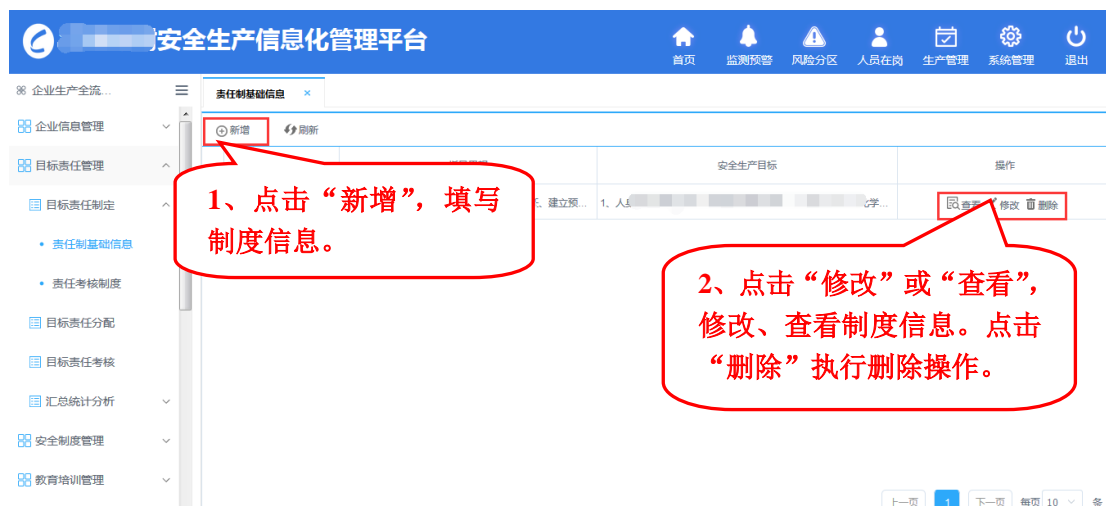 安全生产信息化管理平台
首页 监测预警 风险分区 人员在岗 生产管理 系统管理 退出
企业生产全流...
责任制基础信息 ×
企业信息管理
新增 刷新
目标责任管理
安全生产目标 操作
目标责任制定
建立预... 1、人 学... 查看 修改 删除
责任制基础信息
责任考核制度
目标责任分配
目标责任考核
汇总统计分析
安全制度管理
教育培训管理
1、点击“新增”，填写
制度信息。
2、点击“修改”或“查看”，
修改、查看制度信息。点击
“删除”执行删除操作。
上一页 1 下一页 每页 10 条